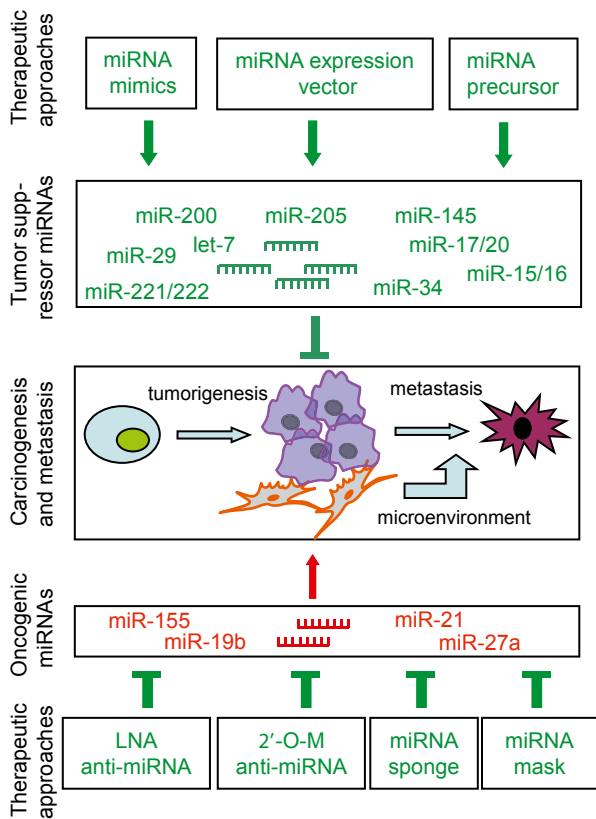 Therapeutic
approaches
miRNA
mimics
miRNA expression
vector
miRNA
precursor
Tumor supp-
ressor miRNAs
miR-200
miR-205
miR-145
miR-29
let-7
miR-17/20
miR-221/222
miR-34
miR-15/16
Carcinogenesis
and metastasis
tumorigenesis
metastasis
microenvironment
Oncogenic
miRNAs
miR-155
miR-21
miR-19b
miR-27a
Therapeutic
approaches
LNA
anti-miRNA
2′-O-M
anti-miRNA
miRNA
sponge
miRNA
mask